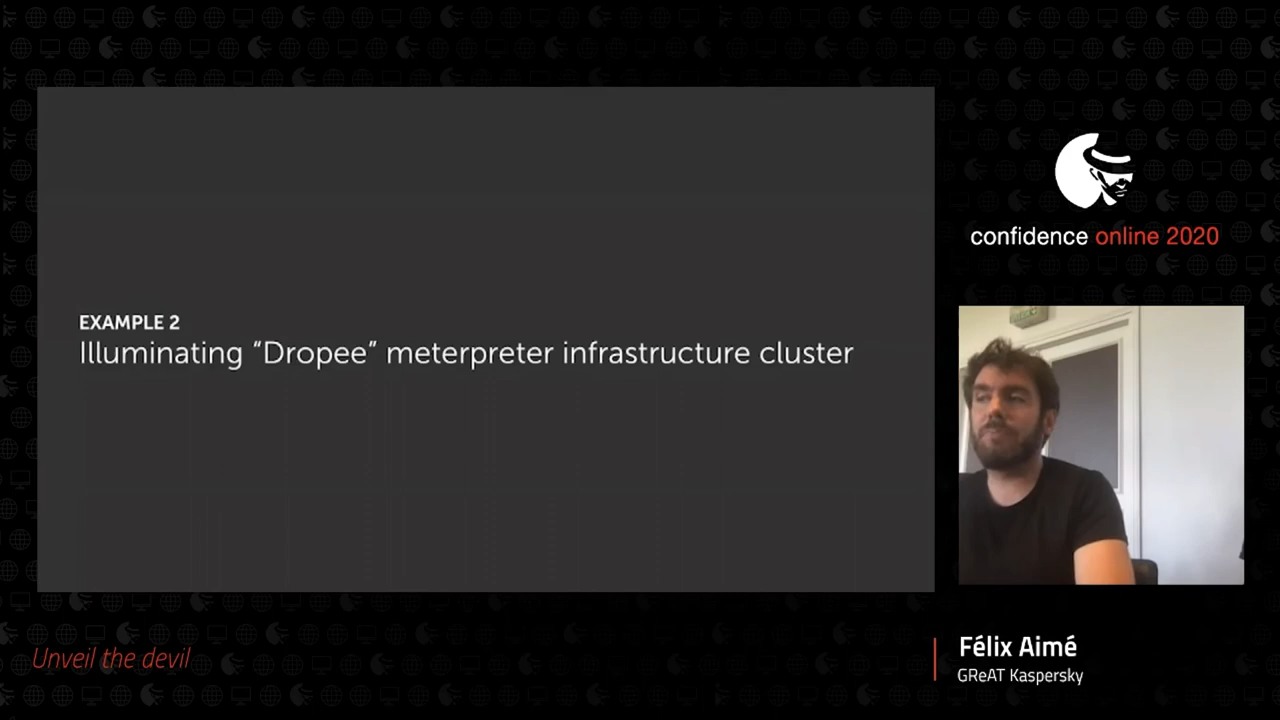 EXAMPLE 2
Illuminating “Dropee” meterpreter infrastructure cluster
confidence online 2020
Unveil the devil
Félix Aimé
GReAT Kaspersky